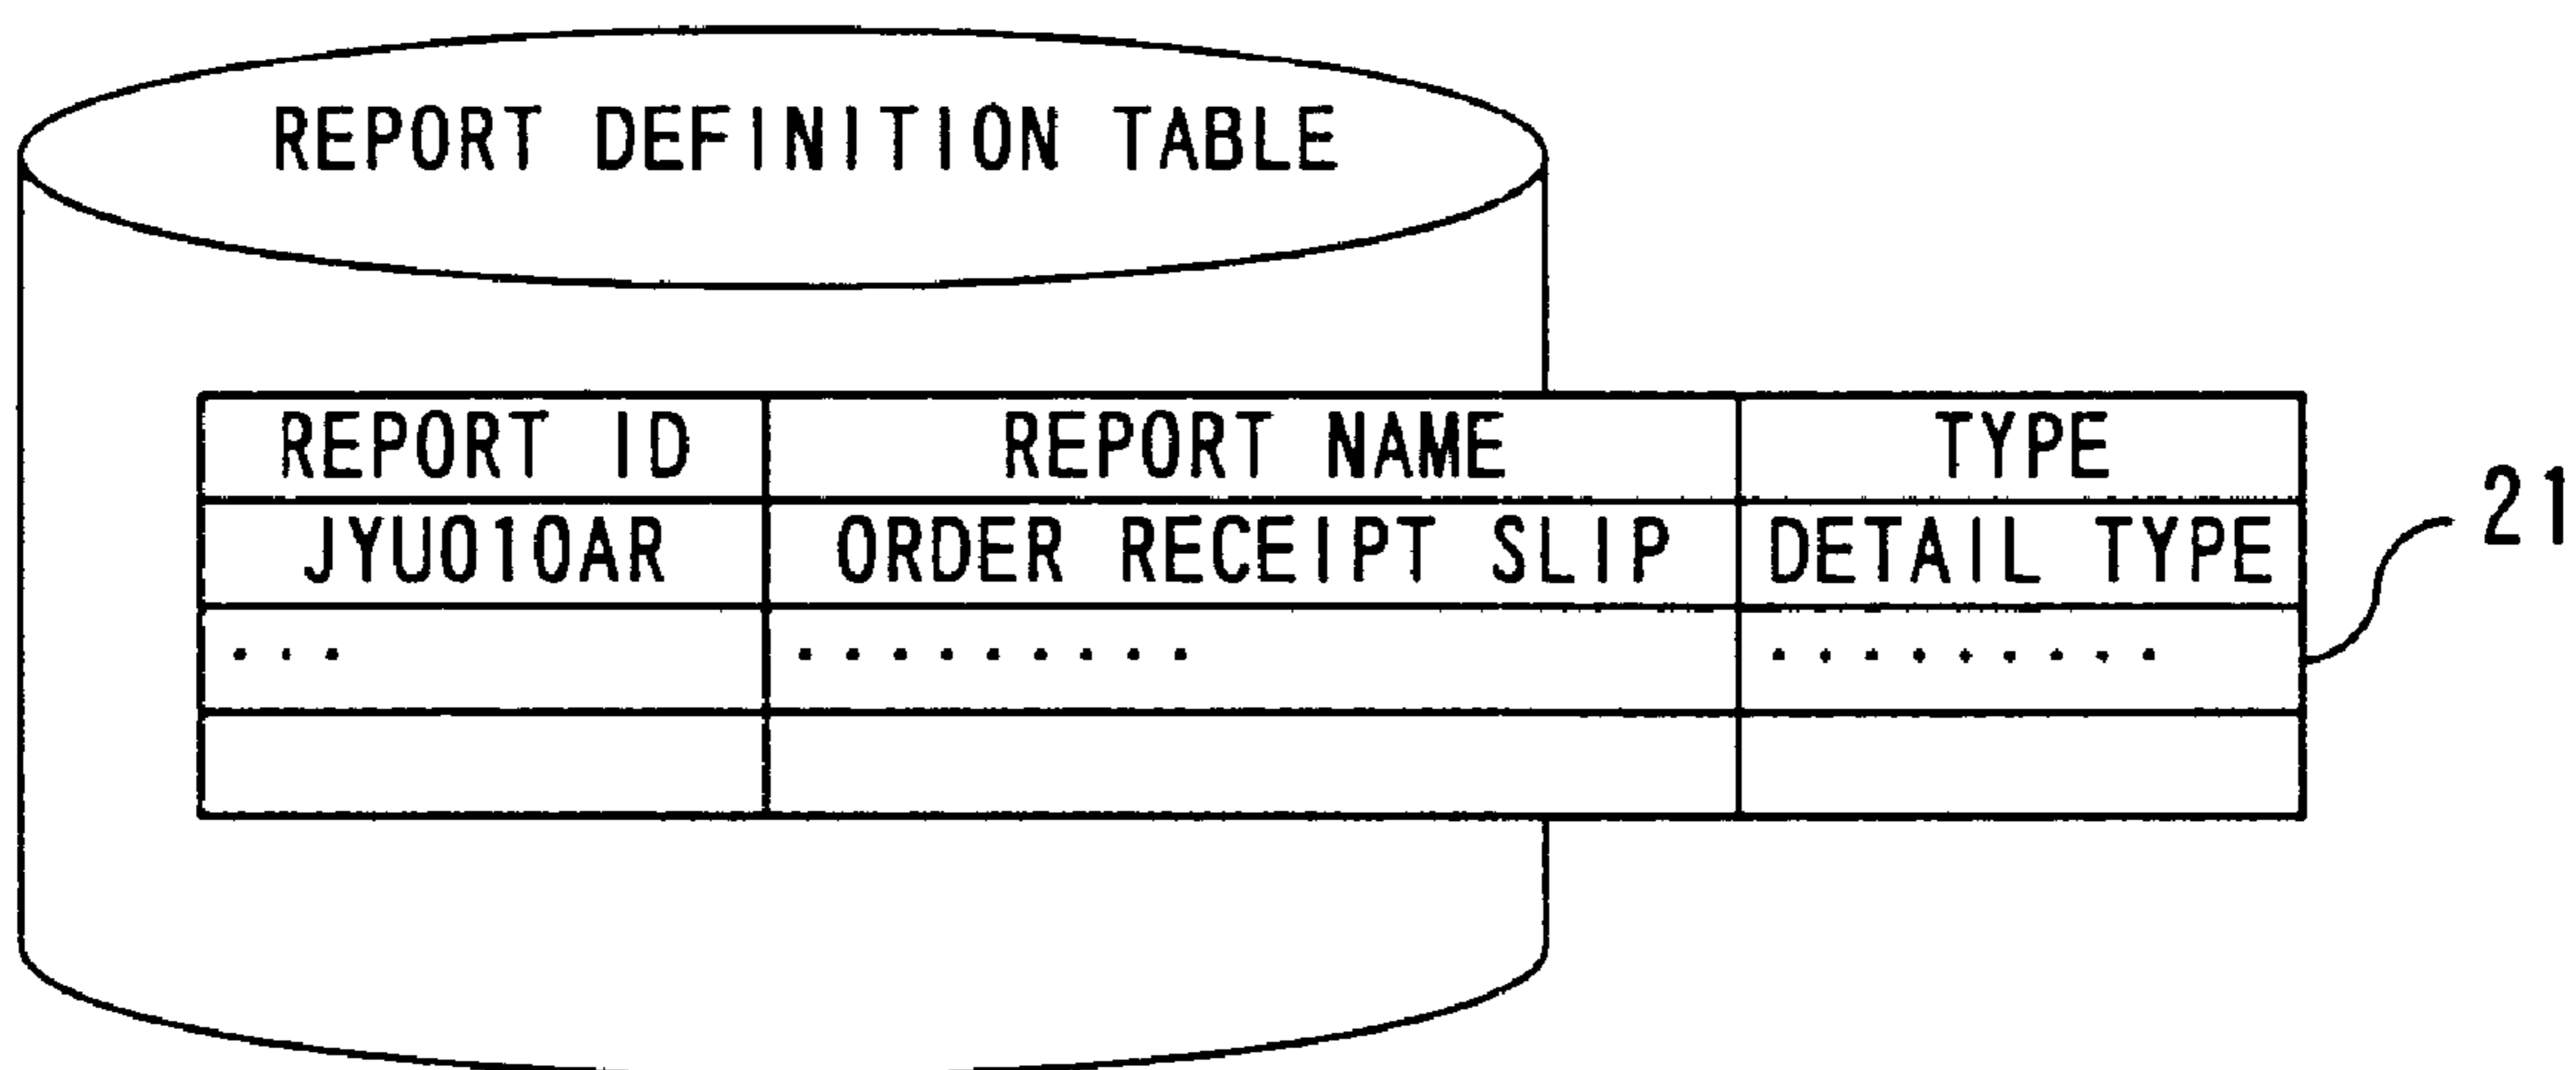 REPORT DEFINITION TABLE
REPORT ID REPORT NAME TYPE
JYU010AR ORDER RECEIPT SLIP DETAIL TYPE
· · · · · · · · · · · · · · · · · · · · ·
21